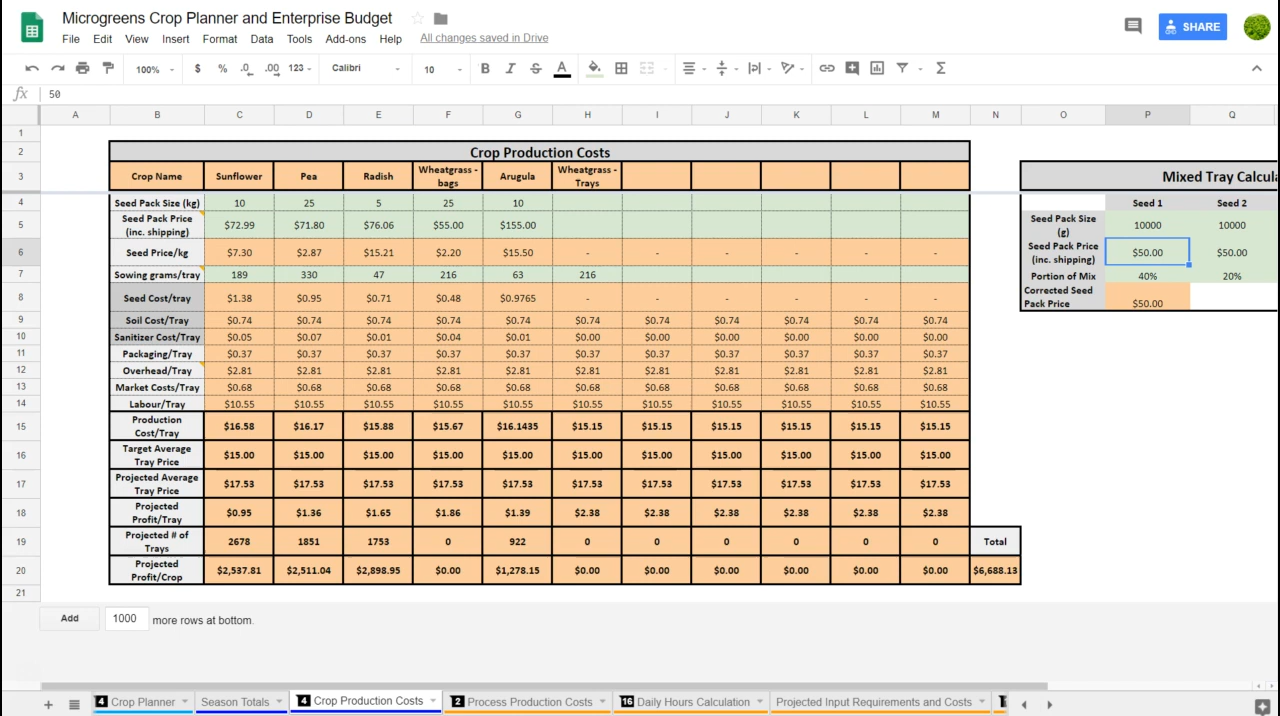 Microgreens Crop Planner and Enterprise Budget
File Edit View Insert Format Data Tools Add-ons Help All changes saved in Drive
SHARE
100% $ % .0 .00 123 Calibri 10 B I S A
fx 50
A B C D E F G H I J K L M N O P Q
1
2 Crop Production Costs
3 Crop Name Sunflower Pea Radish Wheatgrass - bags Arugula Wheatgrass - Trays Mixed Tray Calcula
4 Seed Pack Size (kg) 10 25 5 25 10 Seed 1 Seed 2
5 Seed Pack Price (inc. shipping) $72.99 $71.80 $76.06 $55.00 $155.00 Seed Pack Size (g) 10000 10000
6 Seed Price/kg $7.30 $2.87 $15.21 $2.20 $15.50 - - - - - - Seed Pack Price (inc. shipping) $50.00 $50.00
7 Sowing grams/tray 189 330 47 216 63 216 Portion of Mix 40% 20%
8 Seed Cost/tray $1.38 $0.95 $0.71 $0.48 $0.9765 - - - - - - Corrected Seed Pack Price $50.00
9 Soil Cost/Tray $0.74 $0.74 $0.74 $0.74 $0.74 $0.74 $0.74 $0.74 $0.74 $0.74 $0.74
10 Sanitizer Cost/Tray $0.05 $0.07 $0.01 $0.04 $0.01 $0.00 $0.00 $0.00 $0.00 $0.00 $0.00
11 Packaging/Tray $0.37 $0.37 $0.37 $0.37 $0.37 $0.37 $0.37 $0.37 $0.37 $0.37 $0.37
12 Overhead/Tray $2.81 $2.81 $2.81 $2.81 $2.81 $2.81 $2.81 $2.81 $2.81 $2.81 $2.81
13 Market Costs/Tray $0.68 $0.68 $0.68 $0.68 $0.68 $0.68 $0.68 $0.68 $0.68 $0.68 $0.68
14 Labour/Tray $10.55 $10.55 $10.55 $10.55 $10.55 $10.55 $10.55 $10.55 $10.55 $10.55 $10.55
15 Production Cost/Tray $16.58 $16.17 $15.88 $15.67 $16.1435 $15.15 $15.15 $15.15 $15.15 $15.15 $15.15
16 Target Average Tray Price $15.00 $15.00 $15.00 $15.00 $15.00 $15.00 $15.00 $15.00 $15.00 $15.00 $15.00
17 Projected Average Tray Price $17.53 $17.53 $17.53 $17.53 $17.53 $17.53 $17.53 $17.53 $17.53 $17.53 $17.53
18 Projected Profit/Tray $0.95 $1.36 $1.65 $1.86 $1.39 $2.38 $2.38 $2.38 $2.38 $2.38 $2.38
19 Projected # of Trays 2678 1851 1753 0 922 0 0 0 0 0 0 Total
20 Projected Profit/Crop $2,537.81 $2,511.04 $2,898.95 $0.00 $1,278.15 $0.00 $0.00 $0.00 $0.00 $0.00 $0.00 $6,688.13
21
Add 1000 more rows at bottom.
4 Crop Planner Season Totals 4 Crop Production Costs 2 Process Production Costs 16 Daily Hours Calculation Projected Input Requirements and Costs